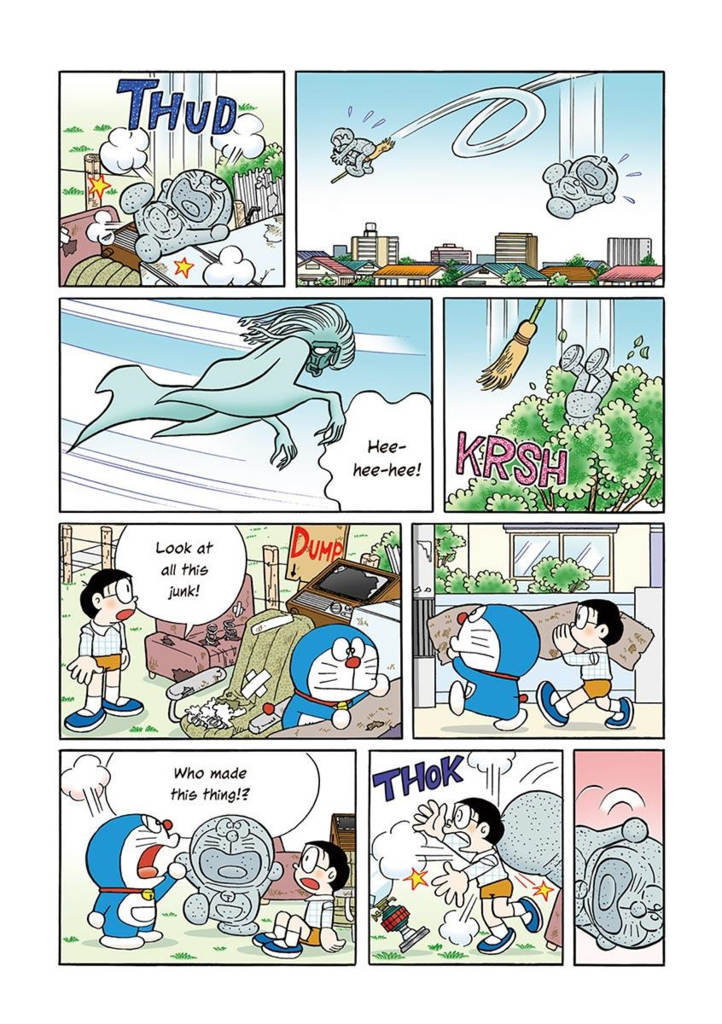 THUD
Hee-
hee-hee!
KRSH
Look at
all this
junk!
DUMP
Who made
this thing!?
THOK